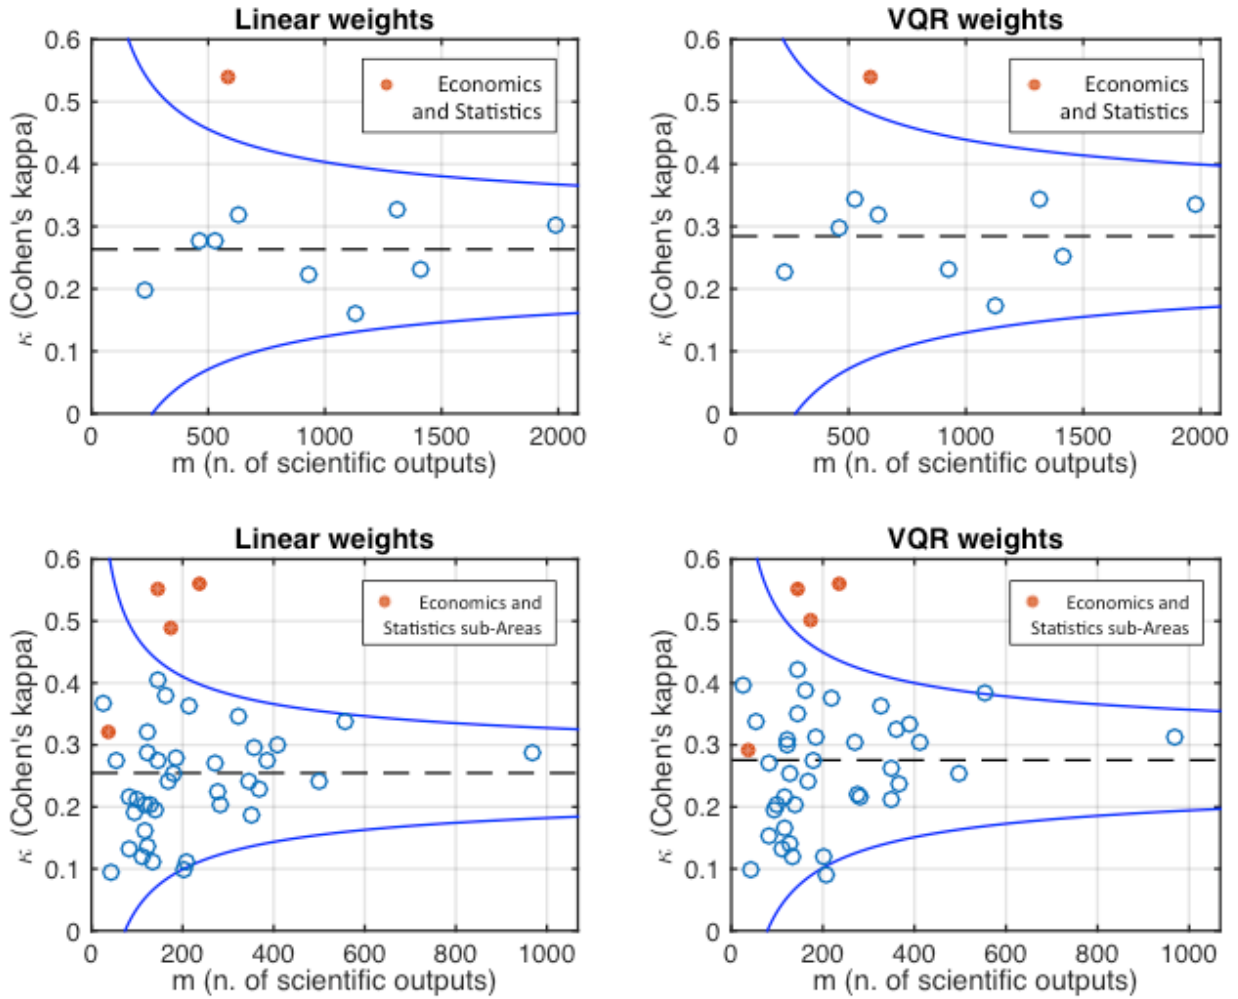 Linear weights
0.6
0.5
0.4
0.3
0.2
0.1
0
κ (Cohen's kappa)
Economics
and Statistics
0 500 1000 1500 2000
m (n. of scientific outputs)
VQR weights
0.6
0.5
0.4
0.3
0.2
0.1
0
κ (Cohen's kappa)
Economics
and Statistics
0 500 1000 1500 2000
m (n. of scientific outputs)
Linear weights
0.6
0.5
0.4
0.3
0.2
0.1
0
κ (Cohen's kappa)
Economics and
Statistics sub-Areas
0 200 400 600 800 1000
m (n. of scientific outputs)
VQR weights
0.6
0.5
0.4
0.3
0.2
0.1
0
κ (Cohen's kappa)
Economics and
Statistics sub-Areas
0 200 400 600 800 1000
m (n. of scientific outputs)